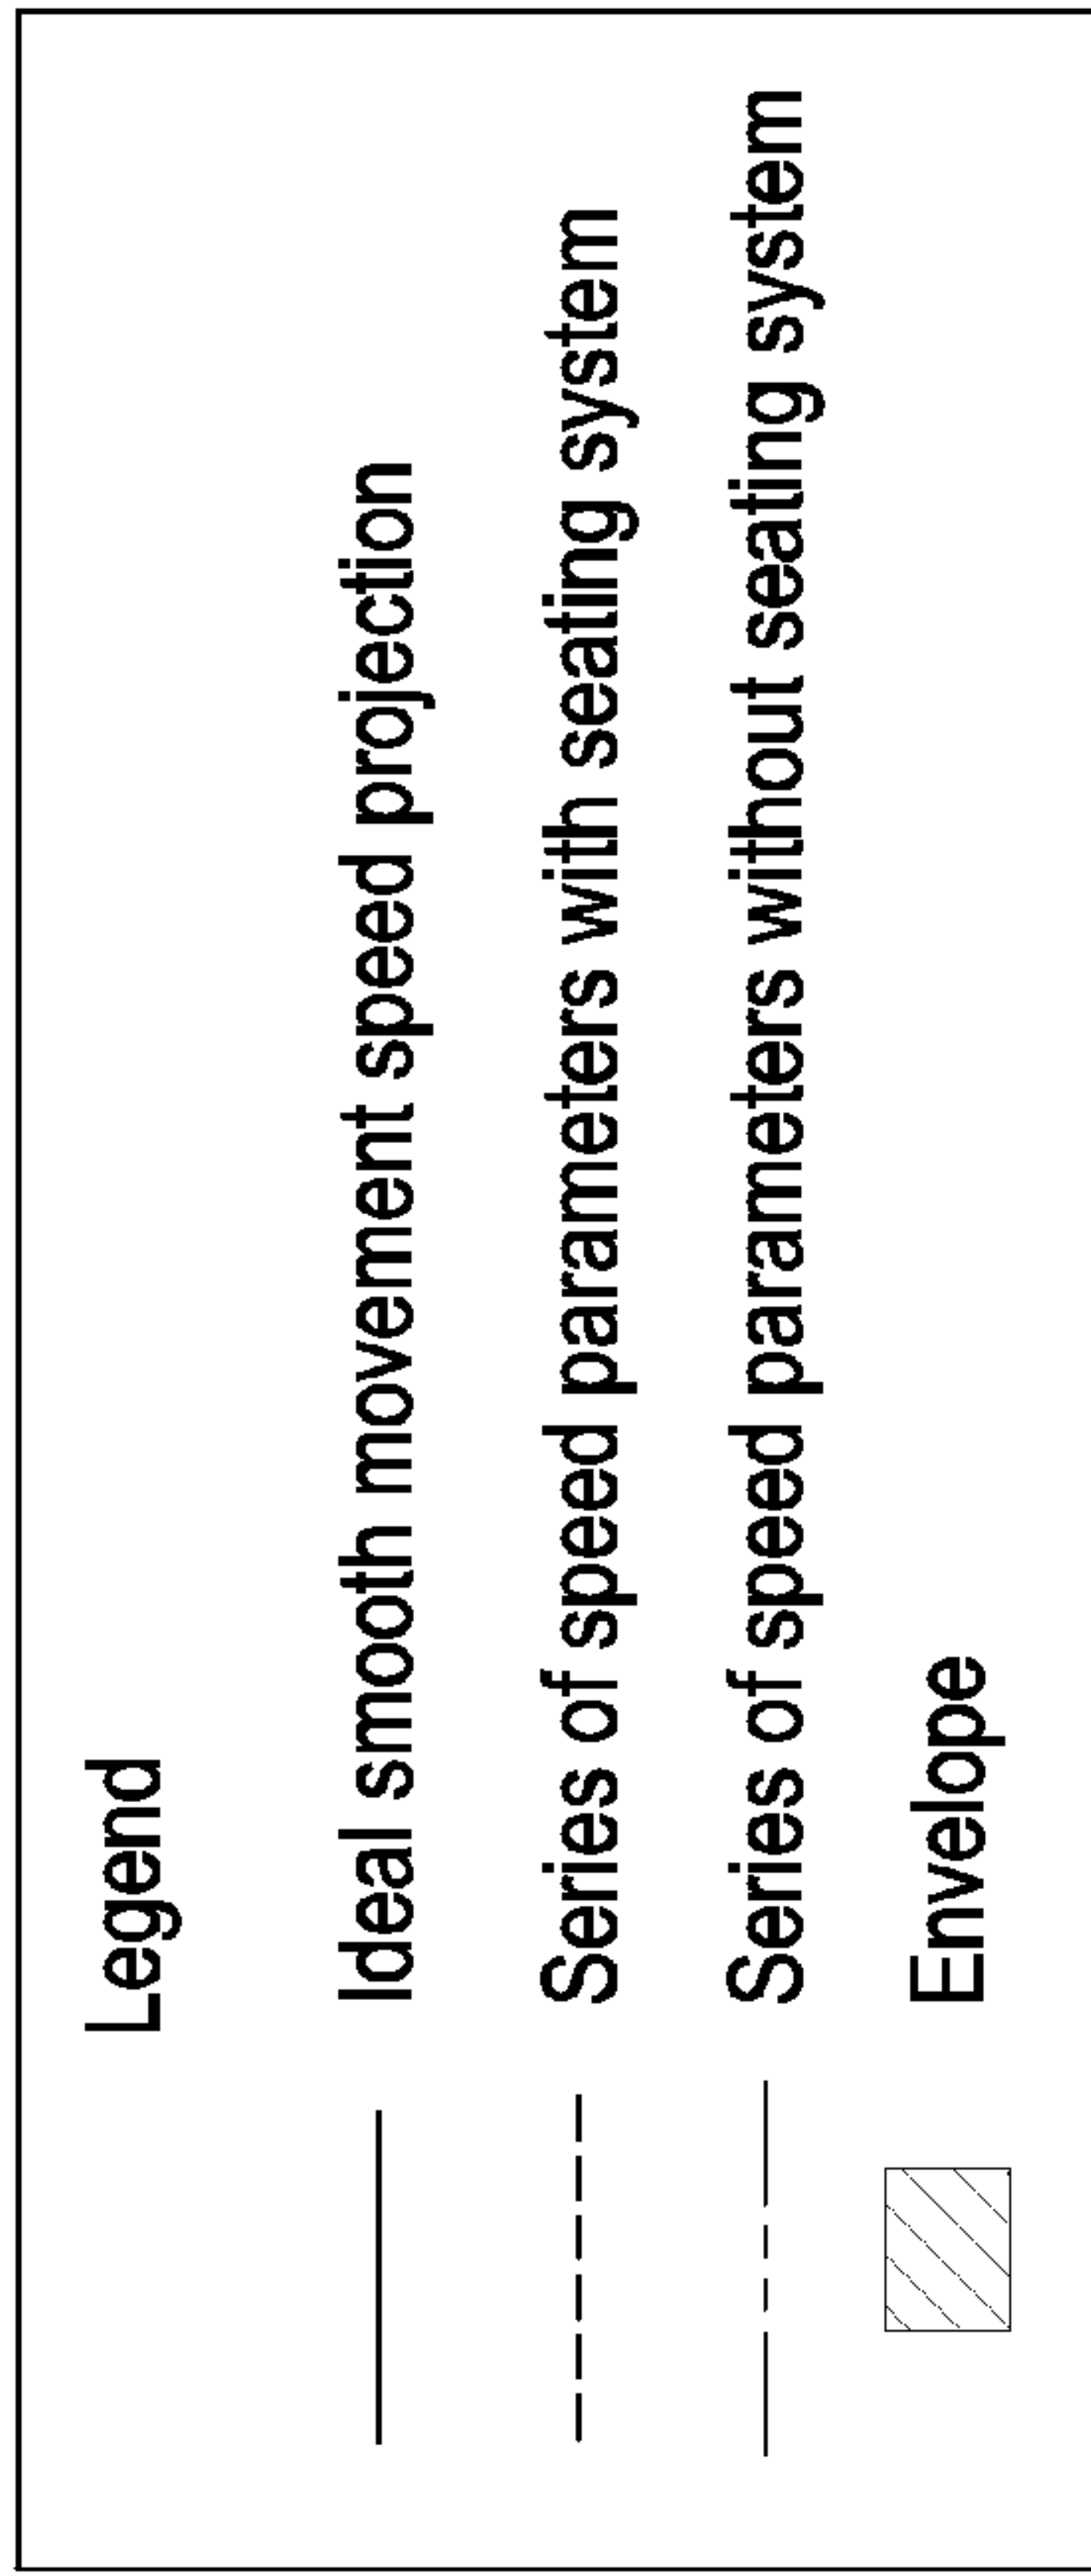 Legend
Ideal smooth movement speed projection
Series of speed parameters with seating system
Series of speed parameters without seating system
Envelope